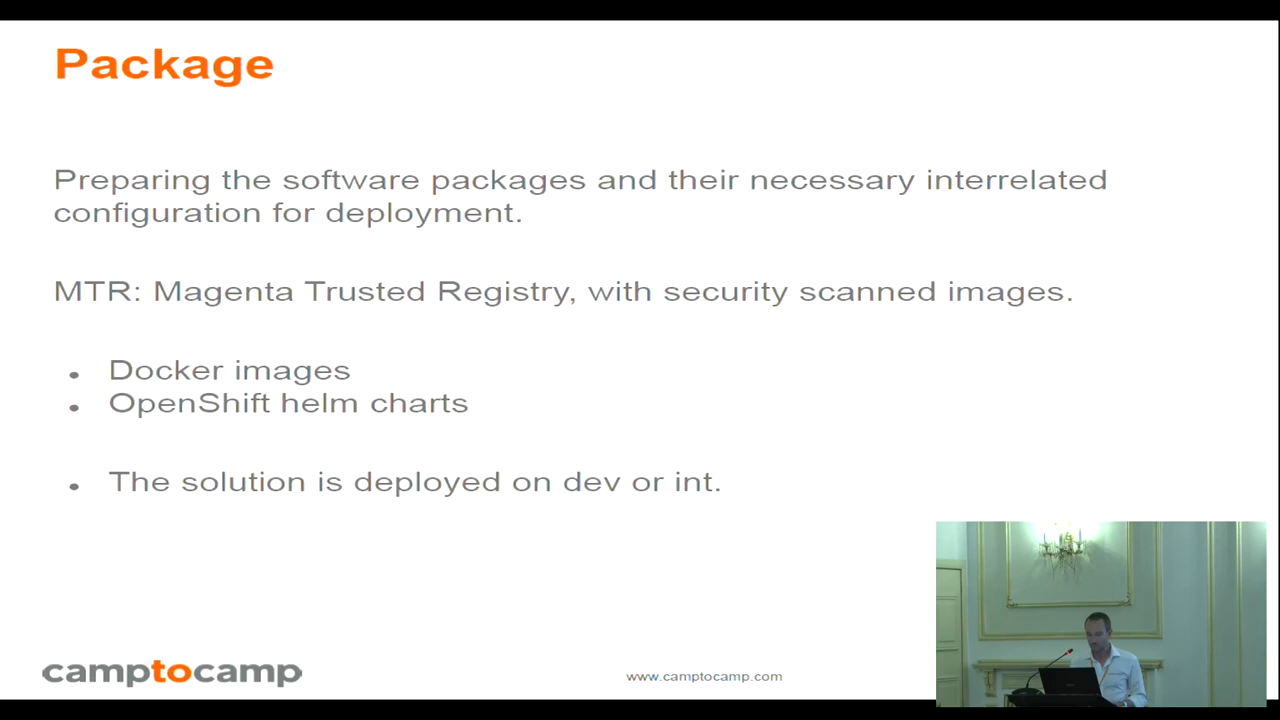 Package
Preparing the software packages and their necessary interrelated
configuration for deployment.
MTR: Magenta Trusted Registry, with security scanned images.
• Docker images
• OpenShift helm charts
• The solution is deployed on dev or int.
camptocamp
www.camptocamp.com